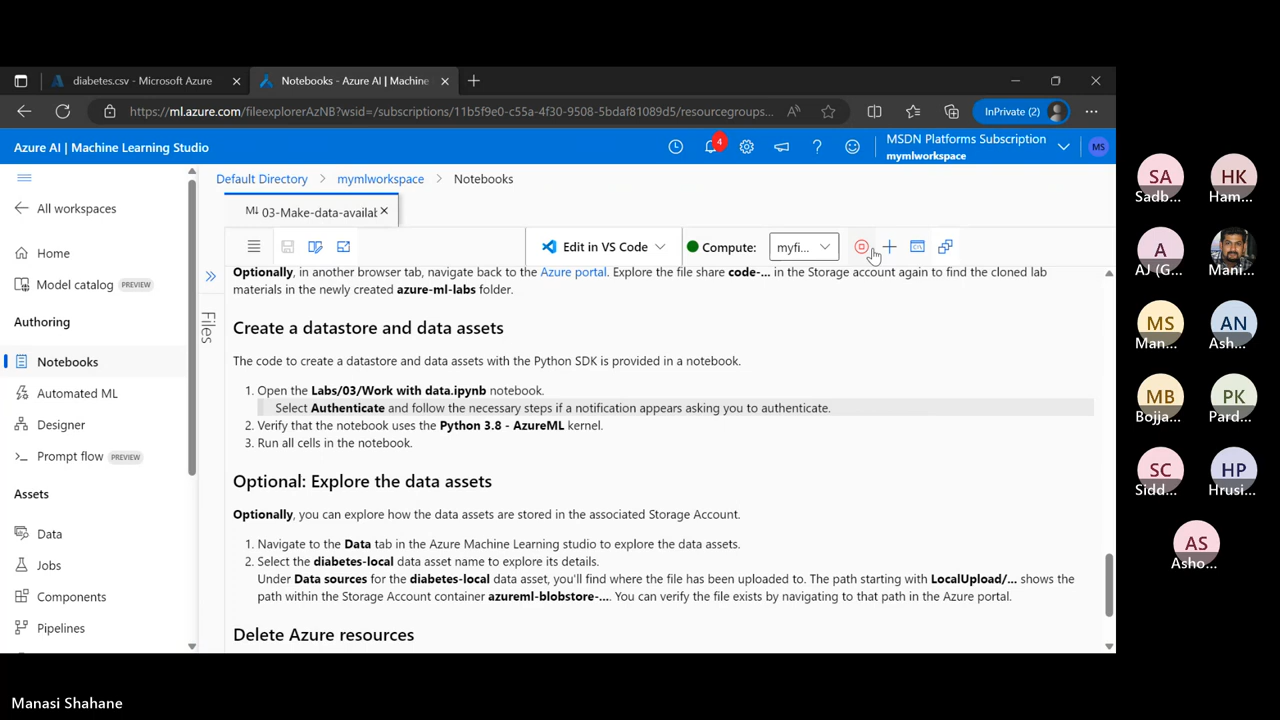 diabetes.csv - Microsoft Azure
Notebooks - Azure AI | Machine
https://ml.azure.com/fileexplorerAzNB?wsid=/subscriptions/11b5f9e0-c55a-4f30-9508-5bdaf81089d5/resourcegroups...
InPrivate (2)
Azure AI | Machine Learning Studio
4
MSDN Platforms Subscription
mymlworkspace
MS
All workspaces
Home
Model catalog PREVIEW
Authoring
Notebooks
Automated ML
Designer
Prompt flow PREVIEW
Assets
Data
Jobs
Components
Pipelines
Default Directory > mymlworkspace > Notebooks
03-Make-data-availab
Edit in VS Code
Compute:
myfi...
Files
Optionally, in another browser tab, navigate back to the Azure portal. Explore the file share code-... in the Storage account again to find the cloned lab
materials in the newly created azure-ml-labs folder.
Create a datastore and data assets
The code to create a datastore and data assets with the Python SDK is provided in a notebook.
1. Open the Labs/03/Work with data.ipynb notebook.
Select Authenticate and follow the necessary steps if a notification appears asking you to authenticate.
2. Verify that the notebook uses the Python 3.8 - AzureML kernel.
3. Run all cells in the notebook.
Optional: Explore the data assets
Optionally, you can explore how the data assets are stored in the associated Storage Account.
1. Navigate to the Data tab in the Azure Machine Learning studio to explore the data assets.
2. Select the diabetes-local data asset name to explore its details.
Under Data sources for the diabetes-local data asset, you'll find where the file has been uploaded to. The path starting with LocalUpload/... shows the
path within the Storage Account container azureml-blobstore-.... You can verify the file exists by navigating to that path in the Azure portal.
Delete Azure resources
SA
Sadb...
HK
Ham...
A
AJ (G...
Mani...
MS
Man...
AN
Ash...
MB
Bojja...
PK
Pard...
SC
Sidd...
HP
Hrusi...
AS
Asho...
Manasi Shahane